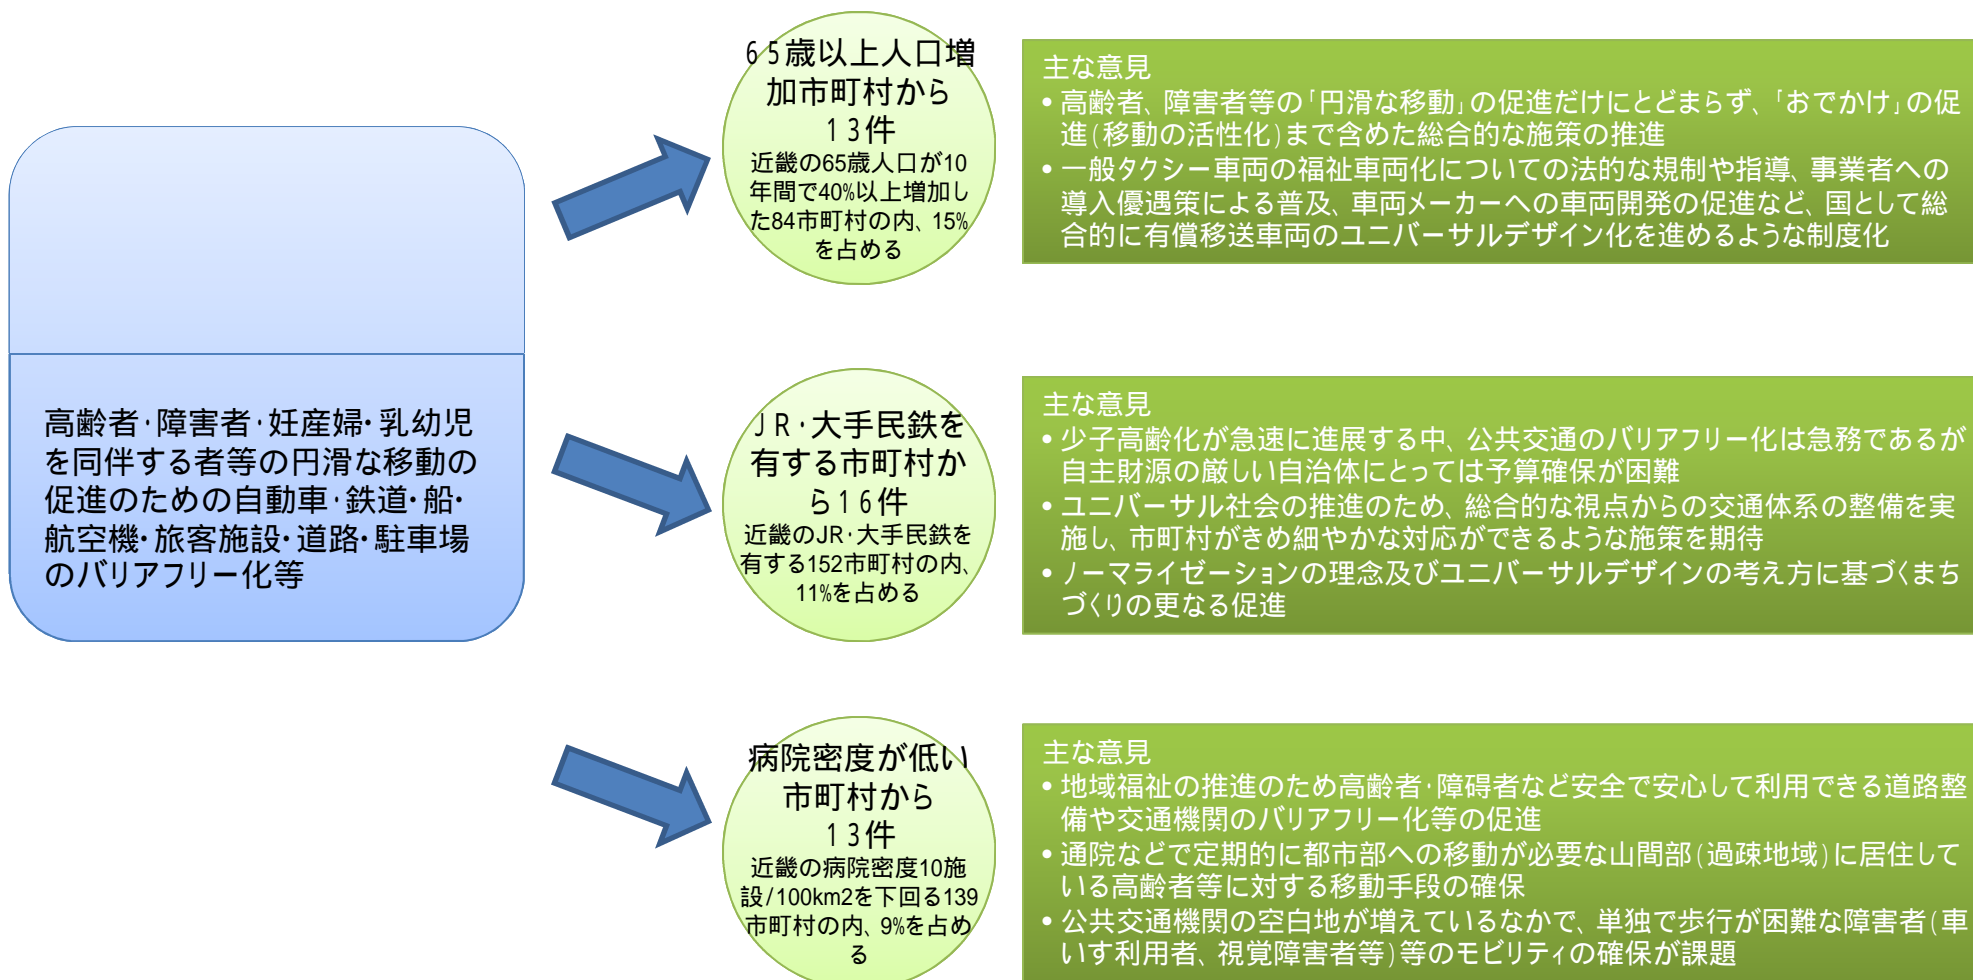 高齢者・障害者・妊産婦・乳幼児
を同伴する者等の円滑な移動の
促進のための自動車・鉄道・船・
航空機・旅客施設・道路・駐車場
のバリアフリー化等
65歳以上人口増
加市町村から
13件
近畿の65歳人口が10
年間で40%以上増加し
た84市町村の内、15%
を占める
主な意見
• 高齢者、障害者等の「円滑な移動」の促進だけにとどまらず、「おでかけ」の促
進(移動の活性化)まで含めた総合的な施策の推進
• 一般タクシー車両の福祉車両化についての法的な規制や指導、事業者への
導入優遇策による普及、車両メーカーへの車両開発の促進など、国として総
合的に有償移送車両のユニバーサルデザイン化を進めるような制度化
JR・大手民鉄を
有する市町村か
ら16件
近畿のJR・大手民鉄を
有する152市町村の内、
11%を占める
主な意見
• 少子高齢化が急速に進展する中、公共交通のバリアフリー化は急務であるが
自主財源の厳しい自治体にとっては予算確保が困難
• ユニバーサル社会の推進のため、総合的な視点からの交通体系の整備を実
施し、市町村がきめ細やかな対応ができるような施策を期待
• ノーマライゼーションの理念及びユニバーサルデザインの考え方に基づくまち
づくりの更なる促進
病院密度が低い
市町村から
13件
近畿の病院密度10施
設/100km2を下回る139
市町村の内、9%を占め
る
主な意見
• 地域福祉の推進のため高齢者・障碍者など安全で安心して利用できる道路整
備や交通機関のバリアフリー化等の促進
• 通院などで定期的に都市部への移動が必要な山間部(過疎地域)に居住して
いる高齢者等に対する移動手段の確保
• 公共交通機関の空白地が増えているなかで、単独で歩行が困難な障害者(車
いす利用者、視覚障害者等)等のモビリティの確保が課題